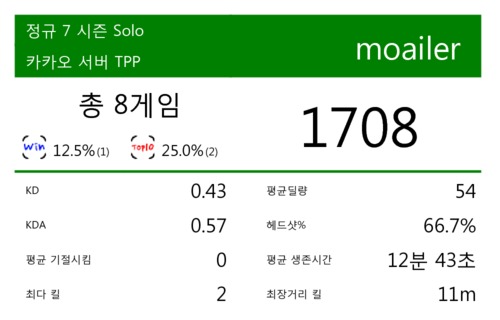 정규 7 시즌 Solo
카카오 서버 TPP
moailer
총 8게임
Win 12.5%(1) Top10 25.0%(2)
1708
KD 0.43
평균딜량 54
KDA 0.57
헤드샷% 66.7%
평균 기절시킴 0
평균 생존시간 12분 43초
최다 킬 2
최장거리 킬 11m